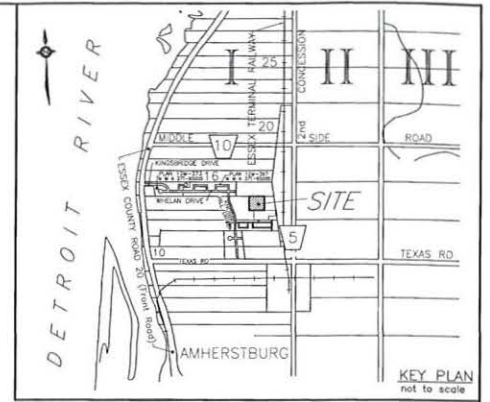 DETROIT RIVER
I
II
III
25
20
ESSEX TERMINAL RAILWAY
CONCESSION
2nd
MIDDLE SIDE ROAD
10
KINGSBRIDGE DRIVE
16
WHELAN DRIVE
SITE
5
10
TEXAS RD
TEXAS RD
ESSEX COUNTY ROAD 20 (Front Road)
AMHERSTBURG
KEY PLAN
not to scale